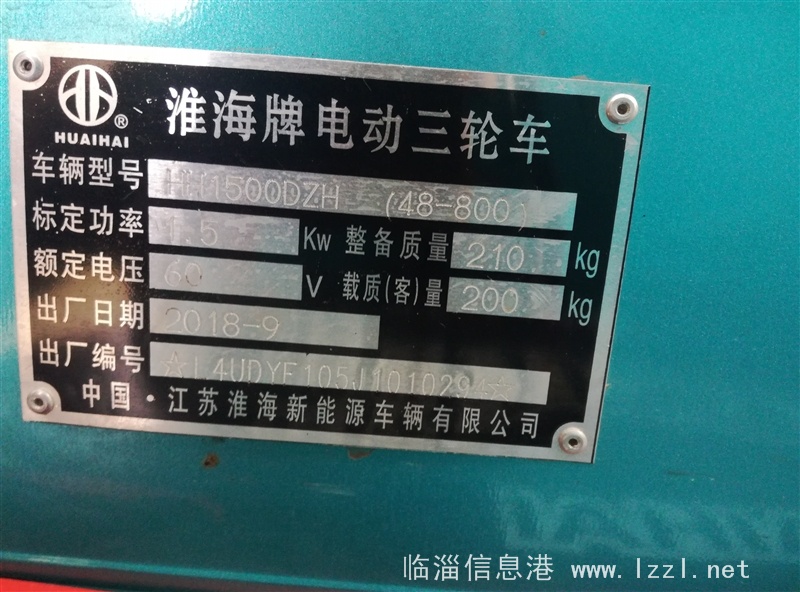 HUAIHAI ®
淮海牌电动三轮车
车辆型号 HH1500DZH (48-800)
标定功率 1.5 Kw 整备质量 210 kg
额定电压 60 V 载质(客)量 200 kg
出厂日期 2018-9
出厂编号 ☆L4UDYF105J1010294☆
中国·江苏淮海新能源车辆有限公司
临淄信息港 www.lzzl.net